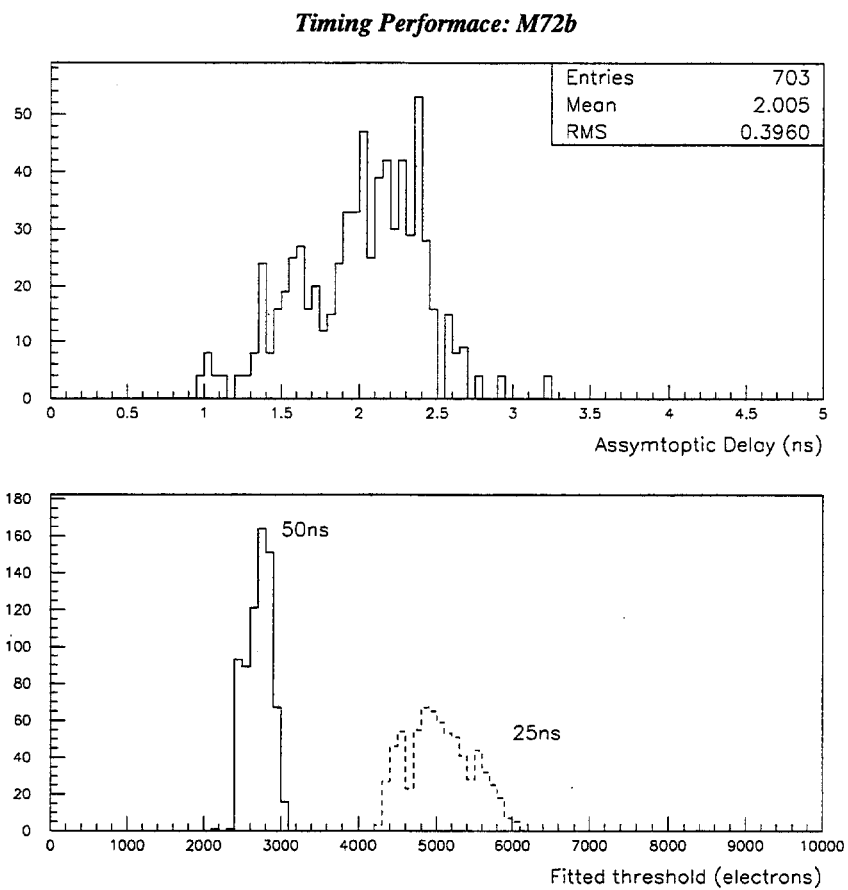 Timing Performace: M72b
Entries 703
Mean 2.005
RMS 0.3960
50
40
30
20
10
0
0 0.5 1 1.5 2 2.5 3 3.5 4 4.5 5
Assymtoptic Delay (ns)
180
160
140
120
100
80
60
40
20
0
50ns
25ns
0 1000 2000 3000 4000 5000 6000 7000 8000 9000 10000
Fitted threshold (electrons)